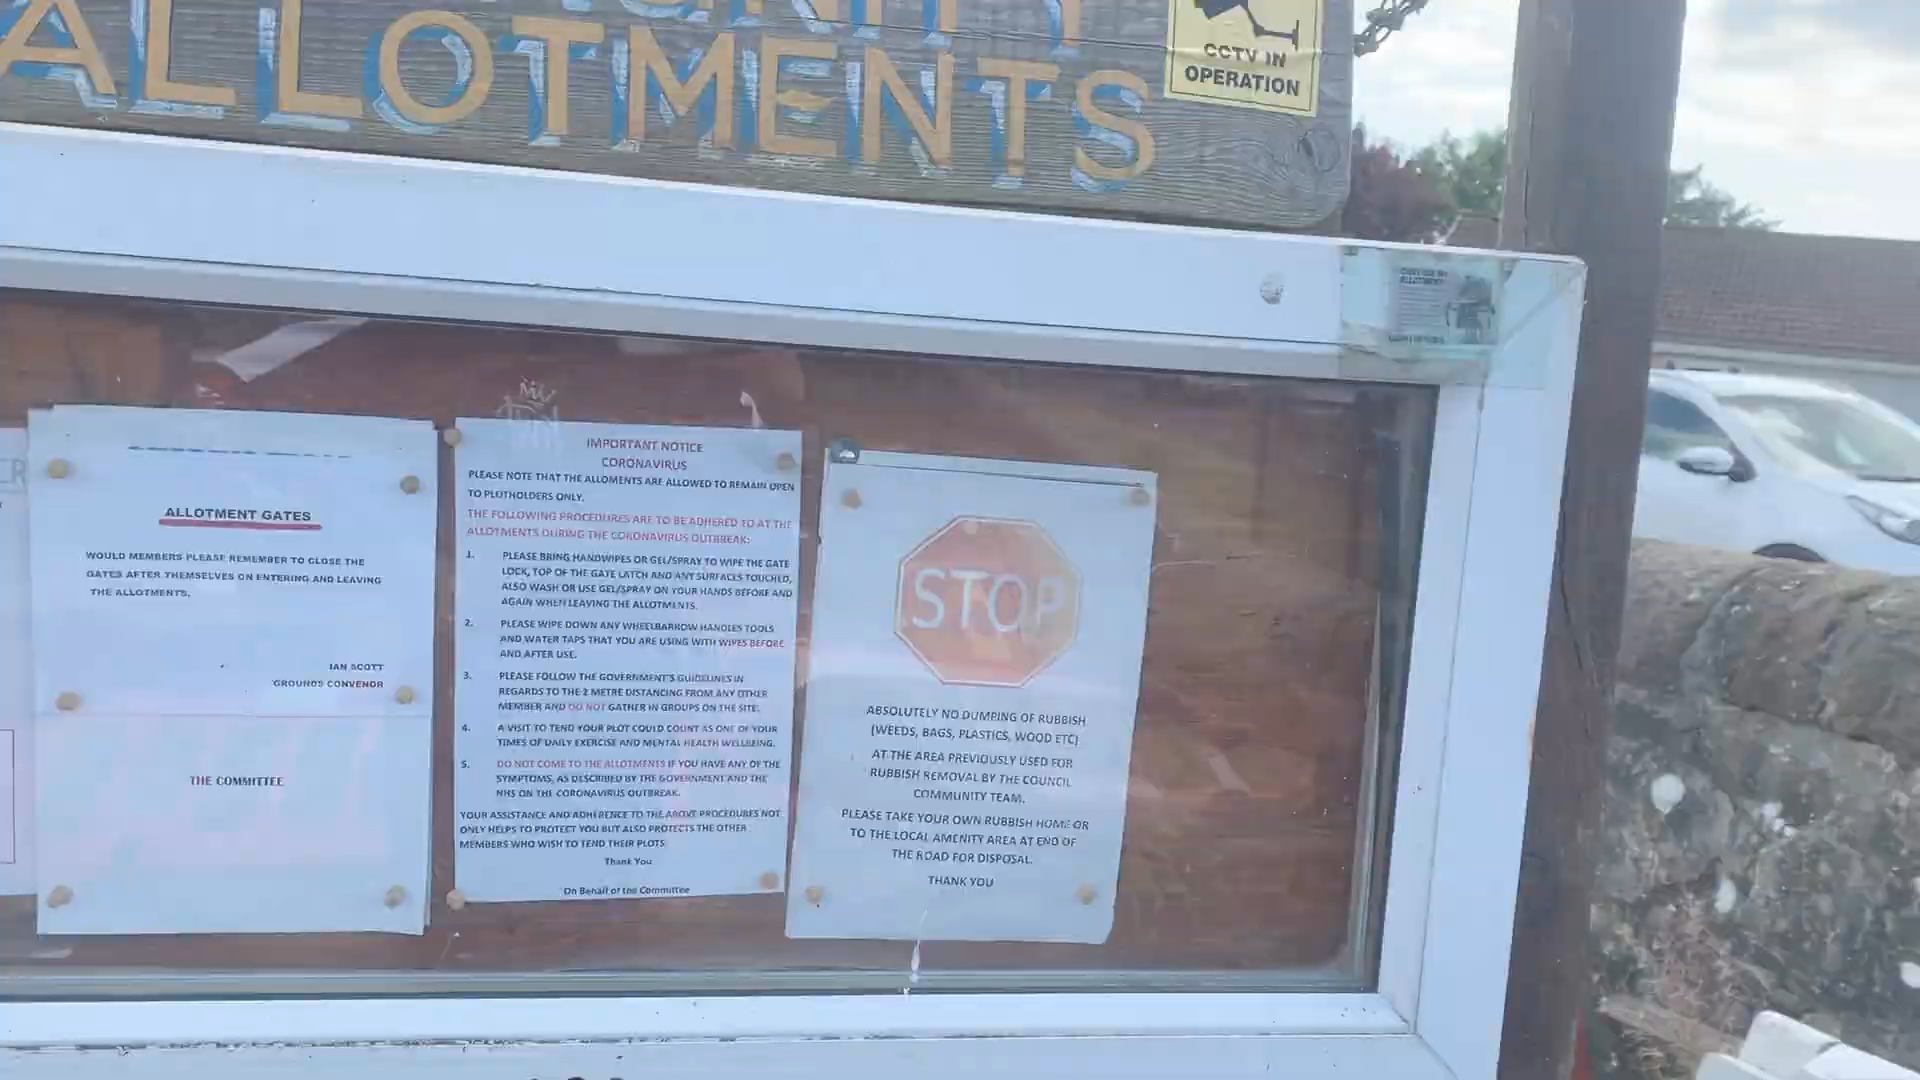 ALLOTMENTS
CCTV IN
OPERATION
ALLOTMENT GATES
WOULD MEMBERS PLEASE REMEMBER TO CLOSE THE
GATES AFTER THEMSELVES ON ENTERING AND LEAVING
THE ALLOTMENTS.
IAN SCOTT
GROUNDS CONVENOR
THE COMMITTEE
IMPORTANT NOTICE
CORONAVIRUS
PLEASE NOTE THAT THE ALLOMENTS ARE ALLOWED TO REMAIN OPEN
TO PLOTHOLDERS ONLY.
THE FOLLOWING PROCEDURES ARE TO BE ADHERED TO AT THE
ALLOTMENTS DURING THE CORONAVIRUS OUTBREAK:
1. PLEASE BRING HANDWIPES OR GEL/SPRAY TO WIPE THE GATE
LOCK, TOP OF THE GATE LATCH AND ANY SURFACES TOUCHED,
ALSO WASH OR USE GEL/SPRAY ON YOUR HANDS BEFORE AND
AGAIN WHEN LEAVING THE ALLOTMENTS.
2. PLEASE WIPE DOWN ANY WHEELBARROW HANDLES TOOLS
AND WATER TAPS THAT YOU ARE USING WITH WIPES BEFORE
AND AFTER USE.
3. PLEASE FOLLOW THE GOVERNMENT'S GUIDELINES IN
REGARDS TO THE 2 METRE DISTANCING FROM ANY OTHER
MEMBER AND DO NOT GATHER IN GROUPS ON THE SITE.
4. A VISIT TO TEND YOUR PLOT COULD COUNT AS ONE OF YOUR
TIMES OF DAILY EXERCISE AND MENTAL HEALTH WELLBEING.
5. DO NOT COME TO THE ALLOTMENTS IF YOU HAVE ANY OF THE
SYMPTOMS, AS DESCRIBED BY THE GOVERNMENT AND THE
NHS ON THE CORONAVIRUS OUTBREAK.
YOUR ASSISTANCE AND ADHERENCE TO THE ABOVE PROCEDURES NOT
ONLY HELPS TO PROTECT YOU BUT ALSO PROTECTS THE OTHER
MEMBERS WHO WISH TO TEND THEIR PLOTS
Thank You
On Behalf of the Committee
STOP
ABSOLUTELY NO DUMPING OF RUBBISH
(WEEDS, BAGS, PLASTICS, WOOD ETC)
AT THE AREA PREVIOUSLY USED FOR
RUBBISH REMOVAL BY THE COUNCIL
COMMUNITY TEAM.
PLEASE TAKE YOUR OWN RUBBISH HOME OR
TO THE LOCAL AMENITY AREA AT END OF
THE ROAD FOR DISPOSAL.
THANK YOU